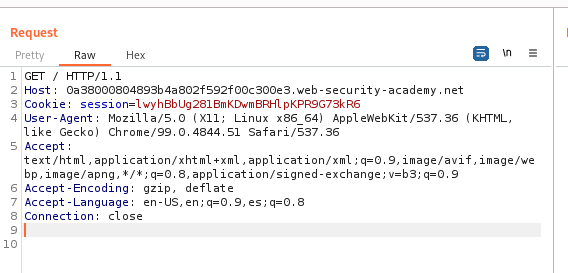 Request
Pretty Raw Hex \n
1 GET / HTTP/1.1
2 Host: 0a38000804893b4a802f592f00c300e3.web-security-academy.net
3 Cookie: session=lwyhBbUg281BmKDwmBRHlpKPR9G73kR6
4 User-Agent: Mozilla/5.0 (X11; Linux x86_64) AppleWebKit/537.36 (KHTML,
like Gecko) Chrome/99.0.4844.51 Safari/537.36
5 Accept:
text/html,application/xhtml+xml,application/xml;q=0.9,image/avif,image/we
bp,image/apng,*/*;q=0.8,application/signed-exchange;v=b3;q=0.9
6 Accept-Encoding: gzip, deflate
7 Accept-Language: en-US,en;q=0.9,es;q=0.8
8 Connection: close
9
10